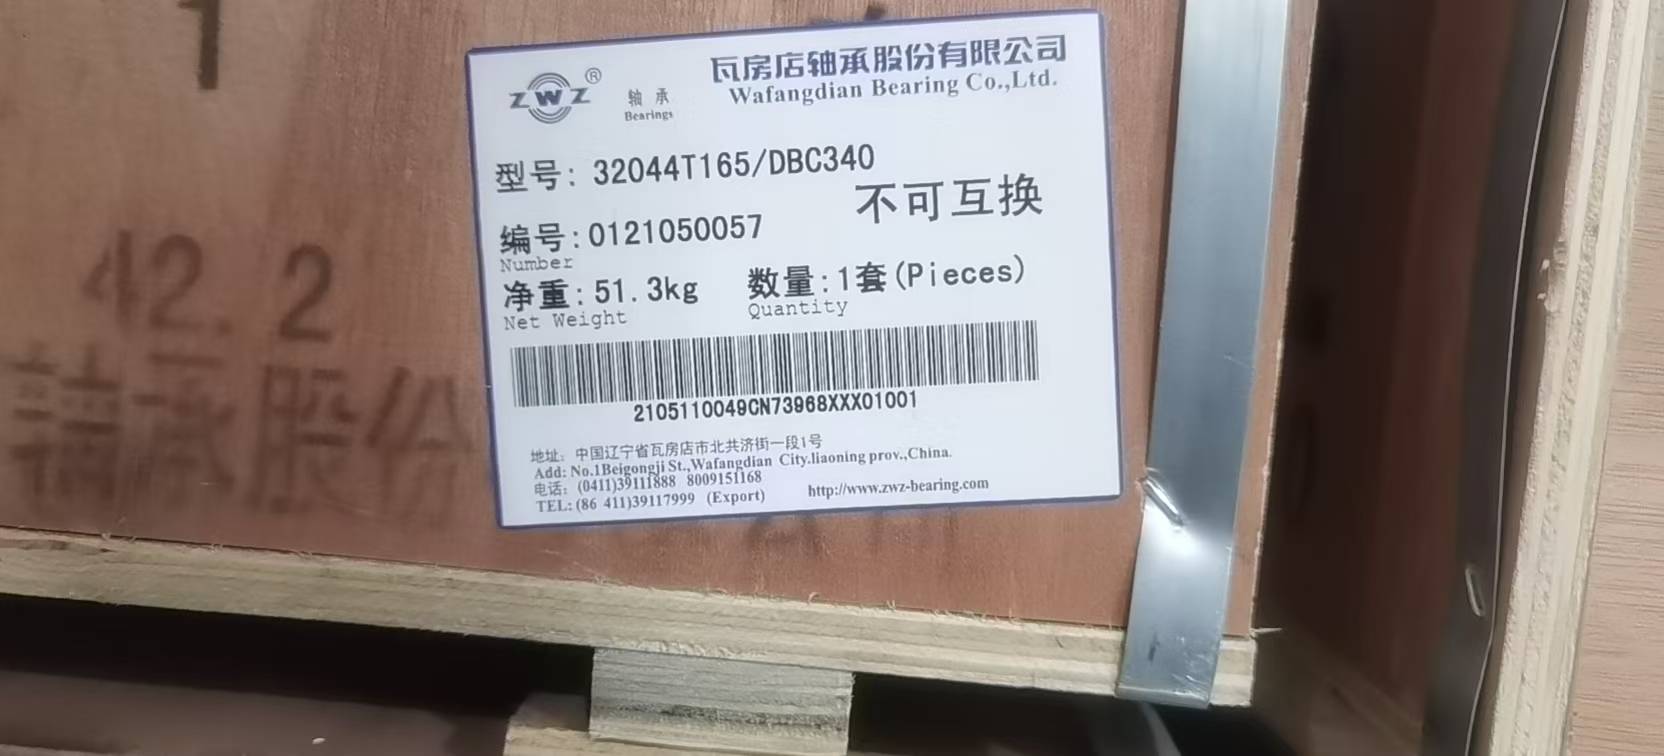 1
42.2
轴承股份
ZWZ®
轴承
Bearings
瓦房店轴承股份有限公司
Wafangdian Bearing Co.,Ltd.
型号: 32044T165/DBC340
不可互换
编号:0121050057
Number
净重:51.3kg 数量:1套(Pieces)
Net Weight Quantity
2105110049CN73968XXX01001
地址: 中国辽宁省瓦房店市北共济街一段1号
Add: No.1Beigongji St.,Wafangdian City.liaoning prov.,China.
电话: (0411)39111888 8009151168
TEL:(86 411)39117999 (Export) http://www.zwz-bearing.com